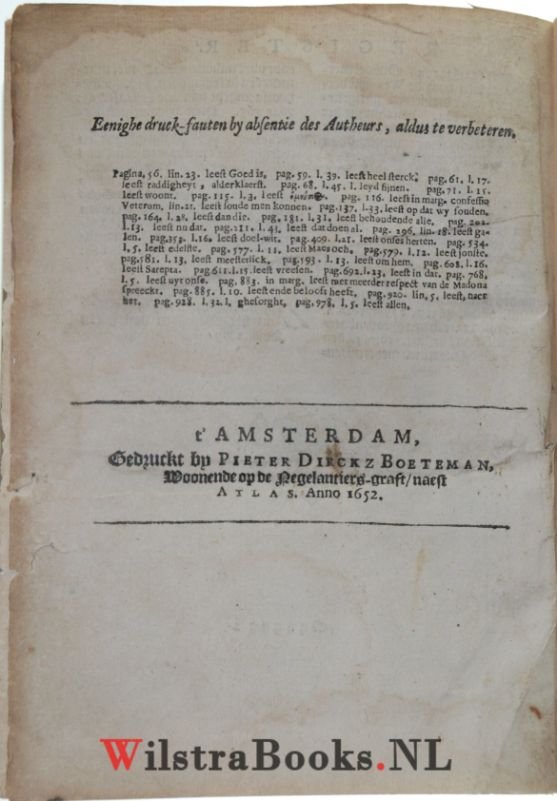 Eenighe druck-fauten by absentie des Autheurs, aldus te verbeteren.
Pagina, 56. lin. 23. leest Goed is, pag. 59. l. 39. leest heel sterck. pag. 61. l. 17.
leest raddigheyt, alderklaerst. pag. 68. l. 45. l. leyd sijnen. pag. 71. l. 15.
leest woont. pag. 115. l. 3. leest pag. 116. leest in marg. confessio
Veterum, lin. 21. leest soude men konnen. pag. 137. l. 33. leest op dat wy souden.
pag. 164. l. 28. lees dan die. pag. 181. l. 31. leest behoudende alle. pag. 202.
l. 13. leest nu dat. pag. 211. l. 41. leest dat doen al. pag. 296. lin. 18. leest ga-
len. pag. 359. l. 16. leest doel-wit. pag. 409. l. 21. leest onses herten. pag. 534.
l. 5. leest edelste. pag. 577. l. 11. leest pag. 579. l. 12. leest jonste.
pag. 581. l. 13. leest meesterlick. pag. 593. l. 13. leest om hem. pag. 608. l. 16.
leest Sarepta. pag. 611. l. 15. leest vreesen. pag. 692. l. 23. leest in dat. pag. 768.
l. 5. leest uyt onse. pag. 883. in marg. leest met meerder respect van de Madona
spreeckt. pag. 885. l. 10. leest ende belooft heeft. pag. 920. lin. 5. leest, naer
het. pag. 928. l. 32. l. ghesorght. pag. 978. l. 5. leest allen.
t' AMSTERDAM,
Gedruckt by PIETER DIRCKZ BOETEMAN,
Woonende op de Negelantiers-graft/ naest
ATLAS. Anno 1652.
WilstraBooks.NL